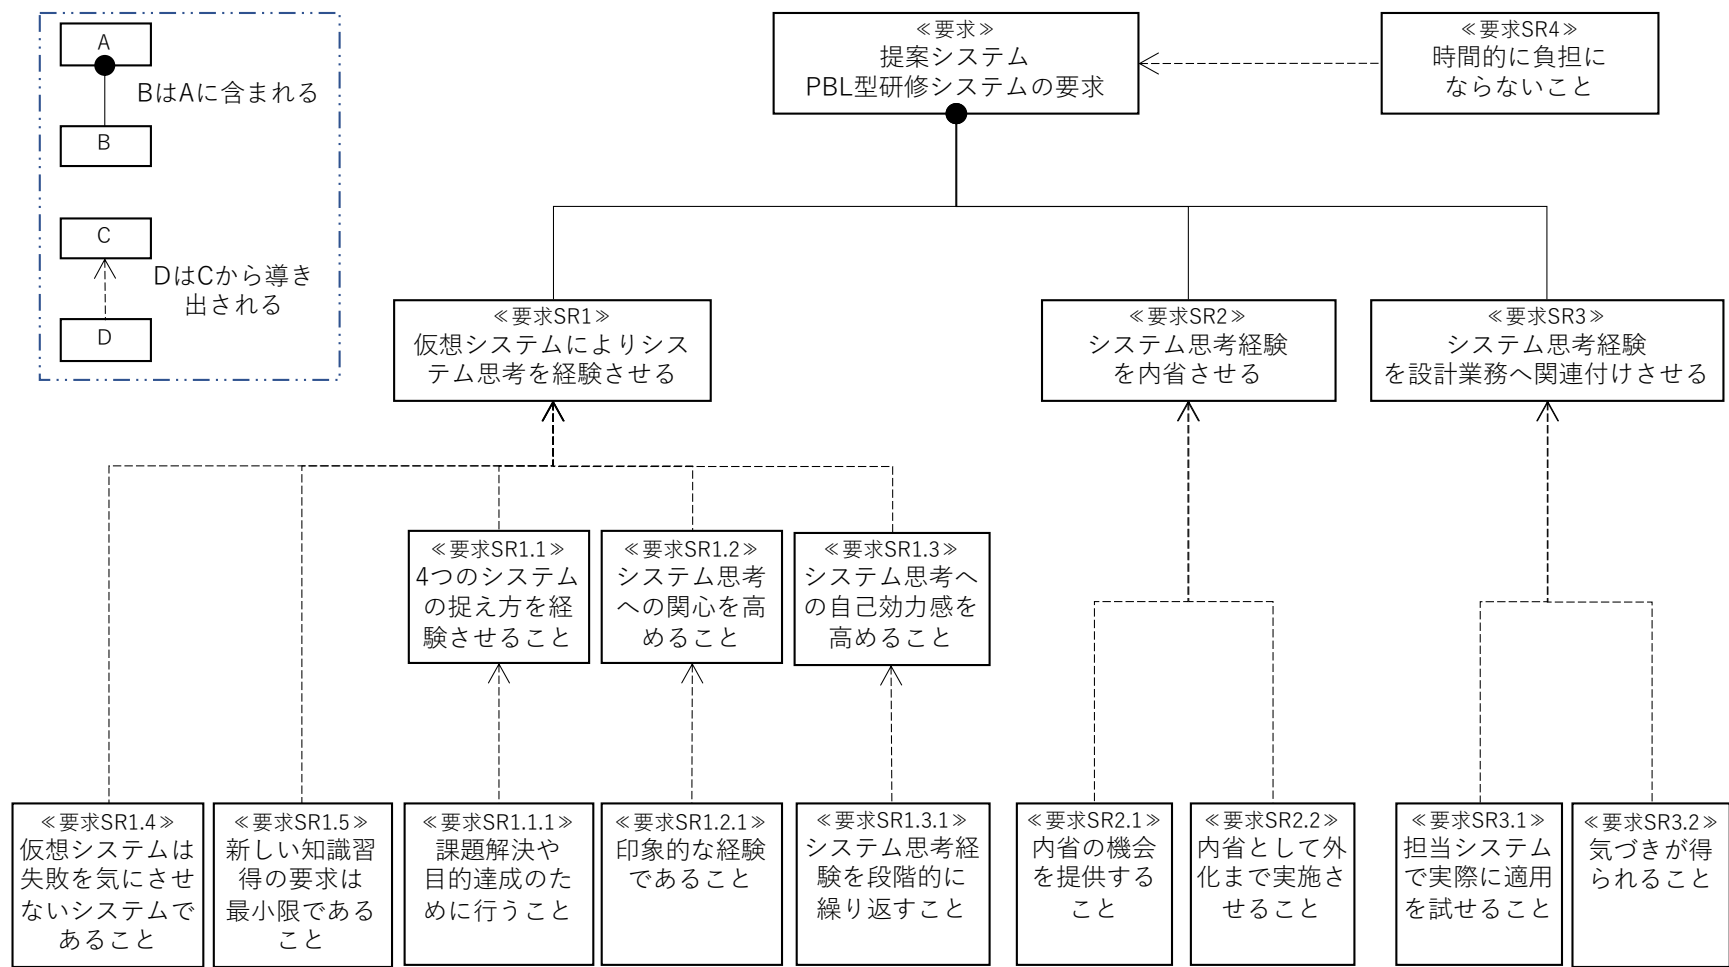 A
BはAに含まれる
B
C
DはCから導き
出される
D
≪要求≫
提案システム
PBL型研修システムの要求
≪要求SR4≫
時間的に負担に
ならないこと
≪要求SR1≫
仮想システムによりシス
テム思考を経験させる
≪要求SR2≫
システム思考経験
を内省させる
≪要求SR3≫
システム思考経験
を設計業務へ関連付けさせる
≪要求SR1.1≫
4つのシステム
の捉え方を経
験させること
≪要求SR1.2≫
システム思考
への関心を高
めること
≪要求SR1.3≫
システム思考へ
の自己効力感を
高めること
≪要求SR1.4≫
仮想システムは
失敗を気にさせ
ないシステムで
あること
≪要求SR1.5≫
新しい知識習
得の要求は
最小限である
こと
≪要求SR1.1.1≫
課題解決や
目的達成のた
めに行うこと
≪要求SR1.2.1≫
印象的な経験
であること
≪要求SR1.3.1≫
システム思考経
験を段階的に
繰り返すこと
≪要求SR2.1≫
内省の機会
を提供する
こと
≪要求SR2.2≫
内省として外
化まで実施さ
せること
≪要求SR3.1≫
担当システム
で実際に適用
を試せること
≪要求SR3.2≫
気づきが得
られること